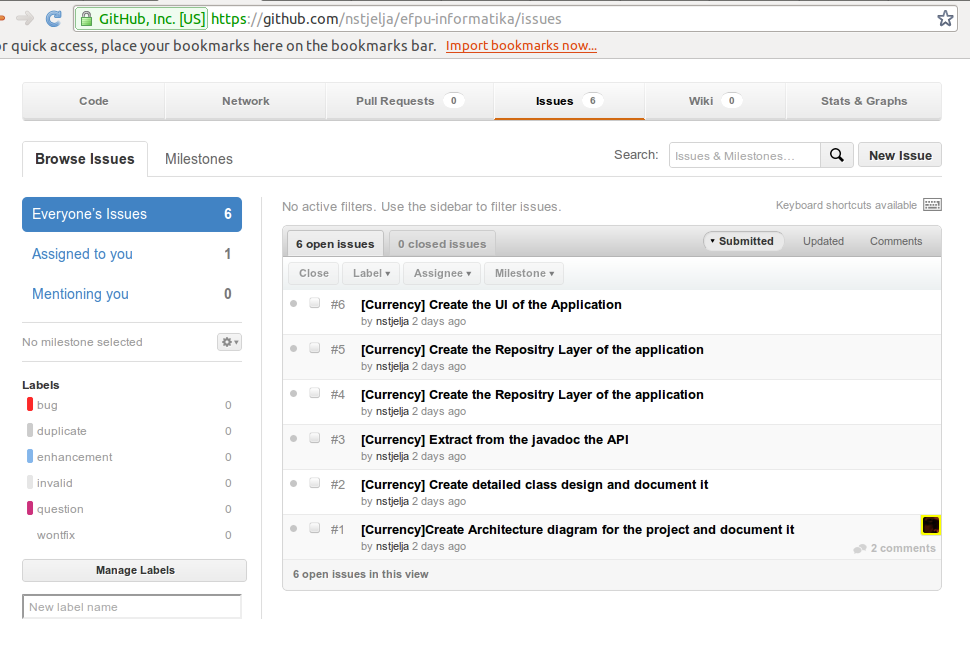 GitHub, Inc. [US] https://github.com/nstjelja/efpu-informatika/issues
or quick access, place your bookmarks here on the bookmarks bar. Import bookmarks now...
Code Network Pull Requests 0 Issues 6 Wiki 0 Stats & Graphs
Browse Issues Milestones Search: Issues & Milestones... New Issue
Everyone's Issues 6
Assigned to you 1
Mentioning you 0
No milestone selected
Labels
bug 0
duplicate 0
enhancement 0
invalid 0
question 0
wontfix 0
Manage Labels
New label name
No active filters. Use the sidebar to filter issues. Keyboard shortcuts available
6 open issues 0 closed issues Submitted Updated Comments
Close Label Assignee Milestone
#6 [Currency] Create the UI of the Application
by nstjelja 2 days ago
#5 [Currency] Create the Repositry Layer of the application
by nstjelja 2 days ago
#4 [Currency] Create the Repositry Layer of the application
by nstjelja 2 days ago
#3 [Currency] Extract from the javadoc the API
by nstjelja 2 days ago
#2 [Currency] Create detailed class design and document it
by nstjelja 2 days ago
#1 [Currency]Create Architecture diagram for the project and document it
by nstjelja 2 days ago 2 comments
6 open issues in this view